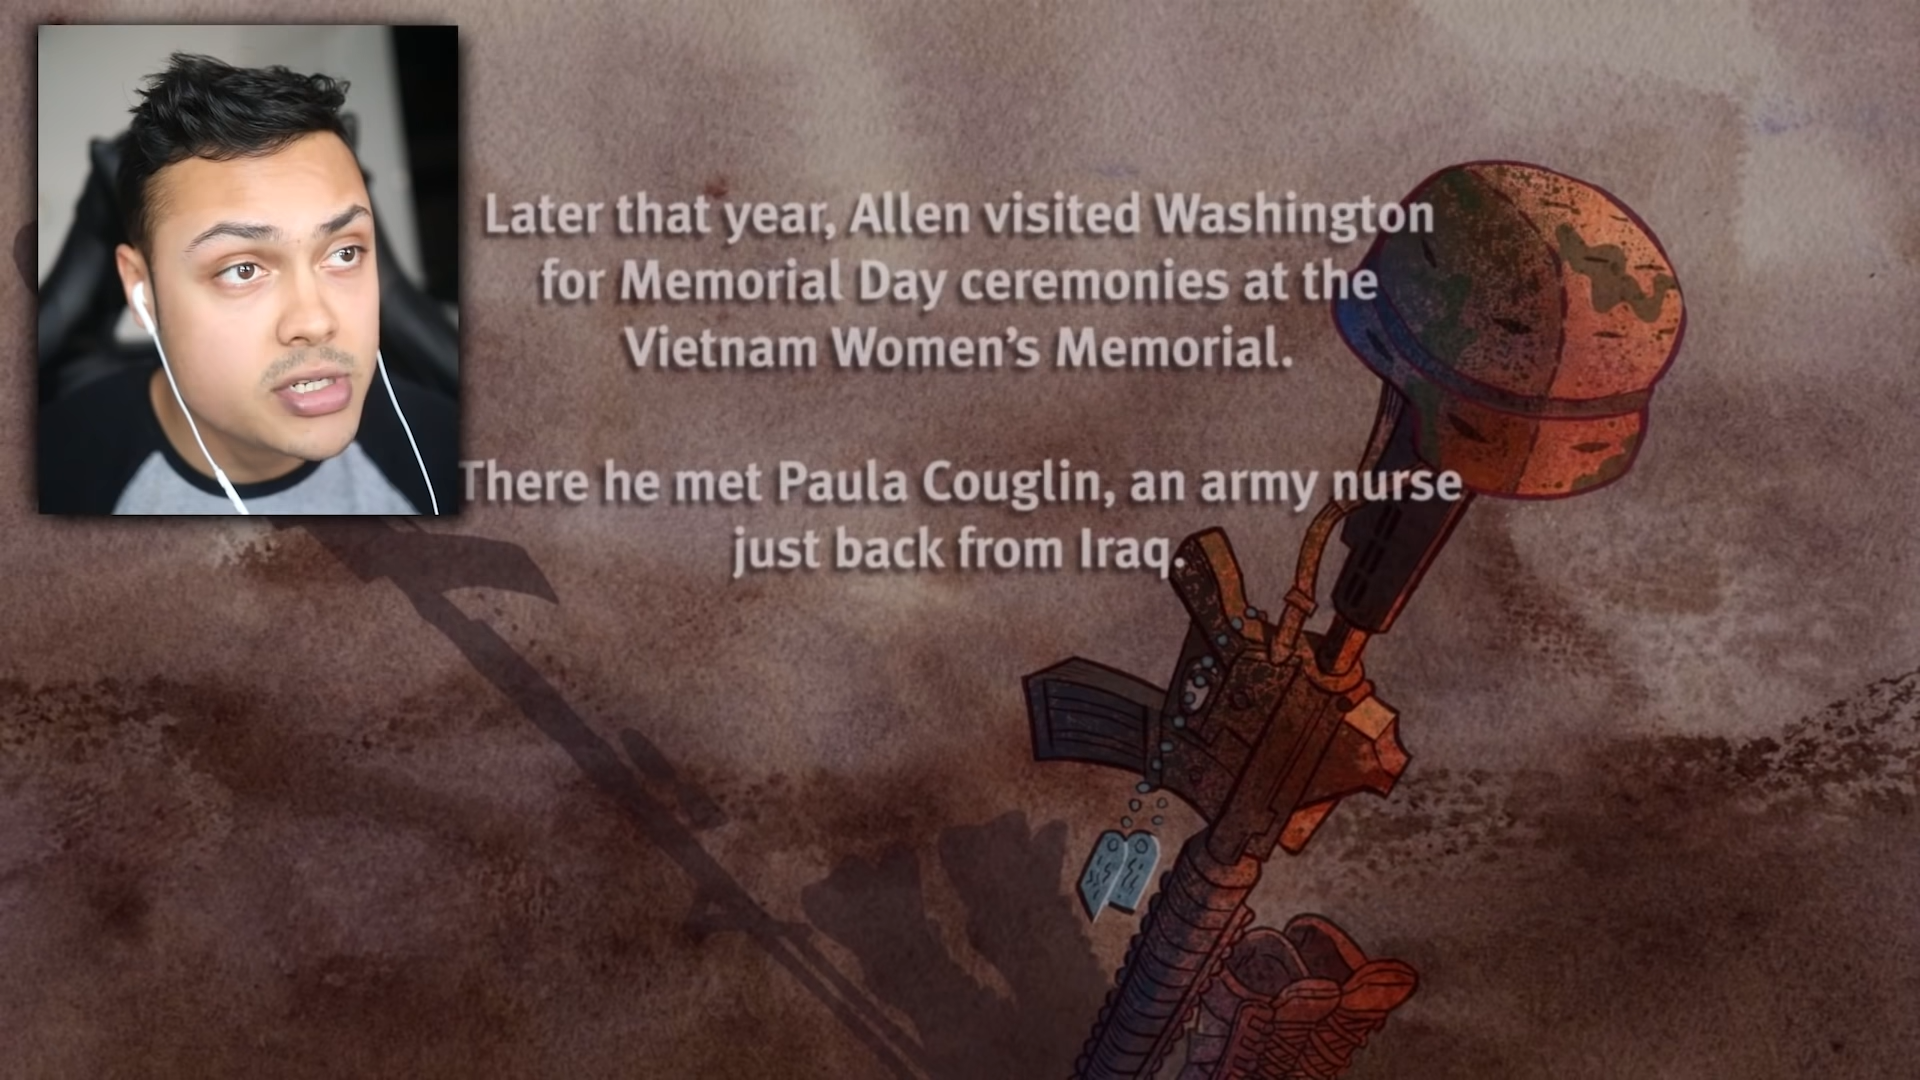 Later that year, Allen visited Washington
for Memorial Day ceremonies at the
Vietnam Women’s Memorial.
There he met Paula Couglin, an army nurse
just back from Iraq.